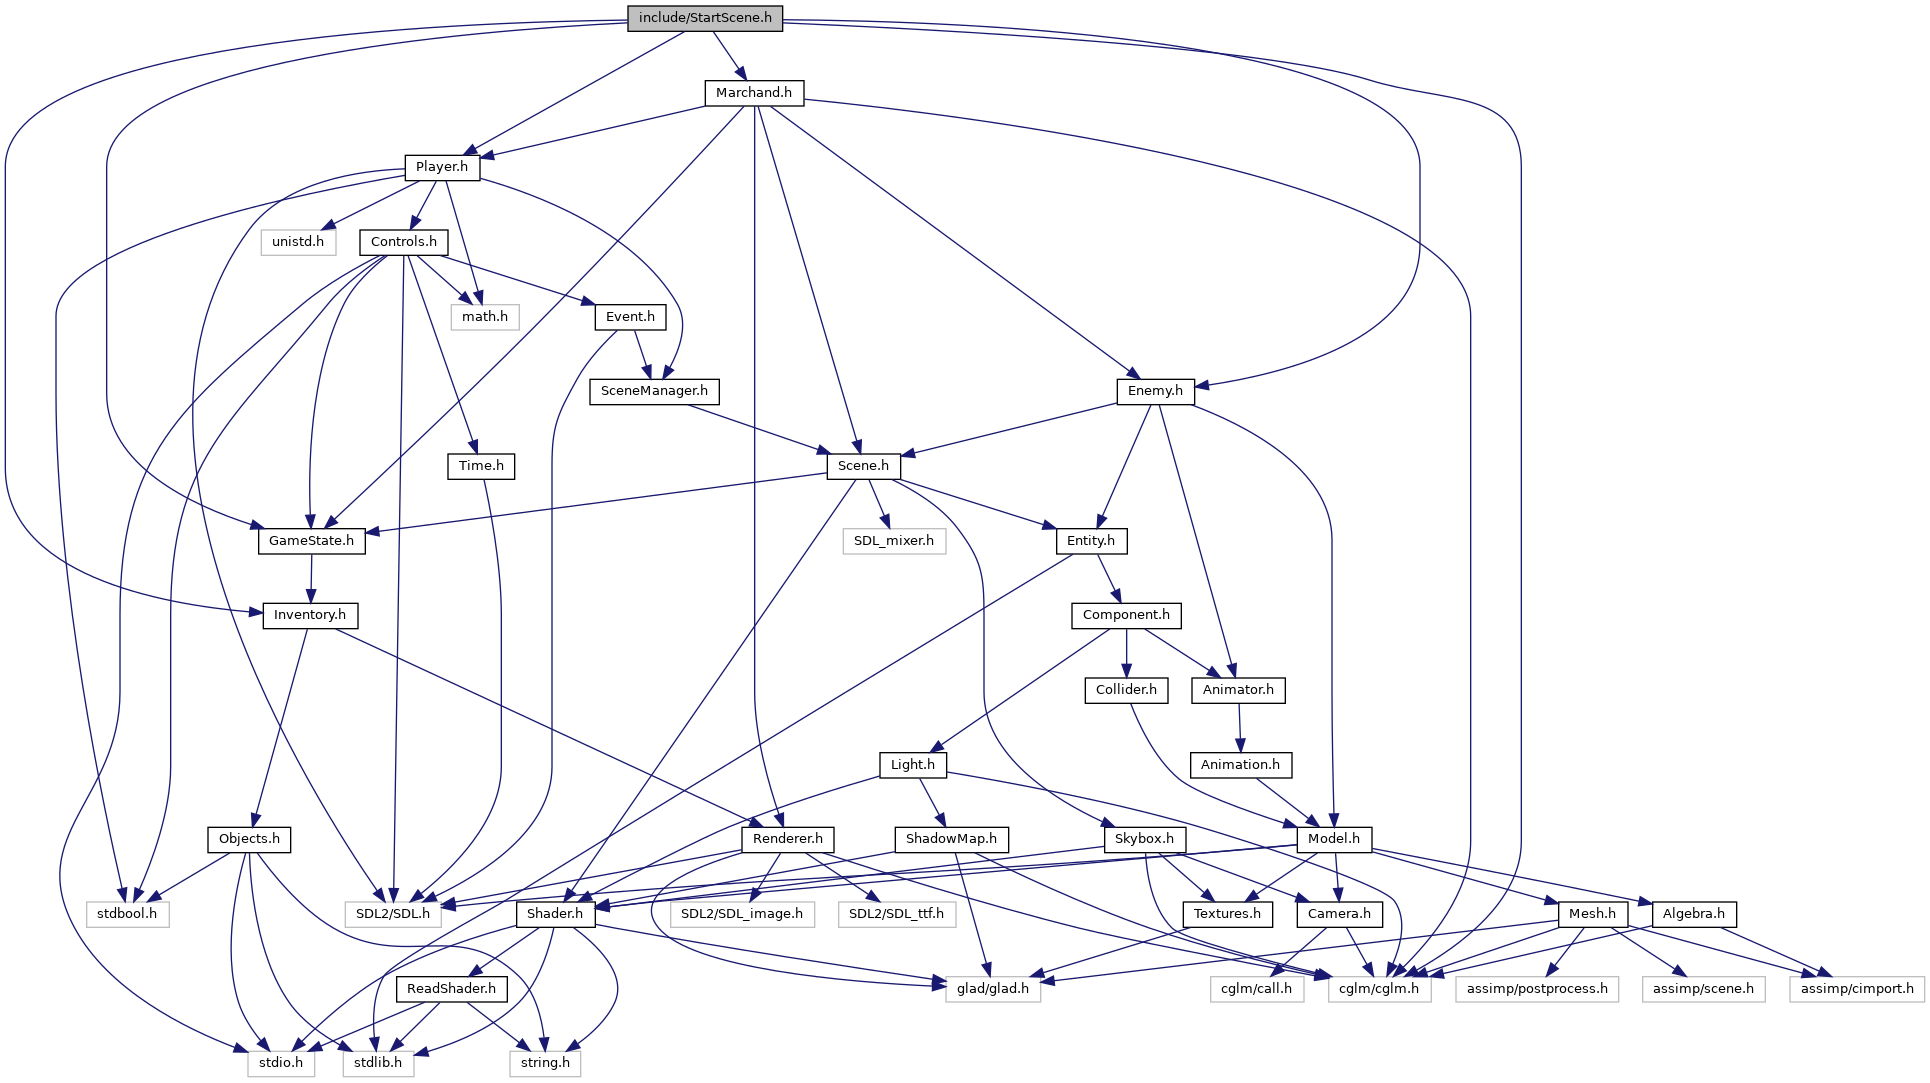 include/StartScene.h
Marchand.h
Player.h
unistd.h
Controls.h
math.h
Event.h
SceneManager.h
Enemy.h
Time.h
Scene.h
GameState.h
SDL_mixer.h
Entity.h
Inventory.h
Component.h
Collider.h
Animator.h
Light.h
Animation.h
Objects.h
Renderer.h
ShadowMap.h
Skybox.h
Model.h
stdbool.h
SDL2/SDL.h
Shader.h
SDL2/SDL_image.h
SDL2/SDL_ttf.h
Textures.h
Camera.h
Mesh.h
Algebra.h
ReadShader.h
glad/glad.h
cglm/call.h
cglm/cglm.h
assimp/postprocess.h
assimp/scene.h
assimp/cimport.h
stdio.h
stdlib.h
string.h